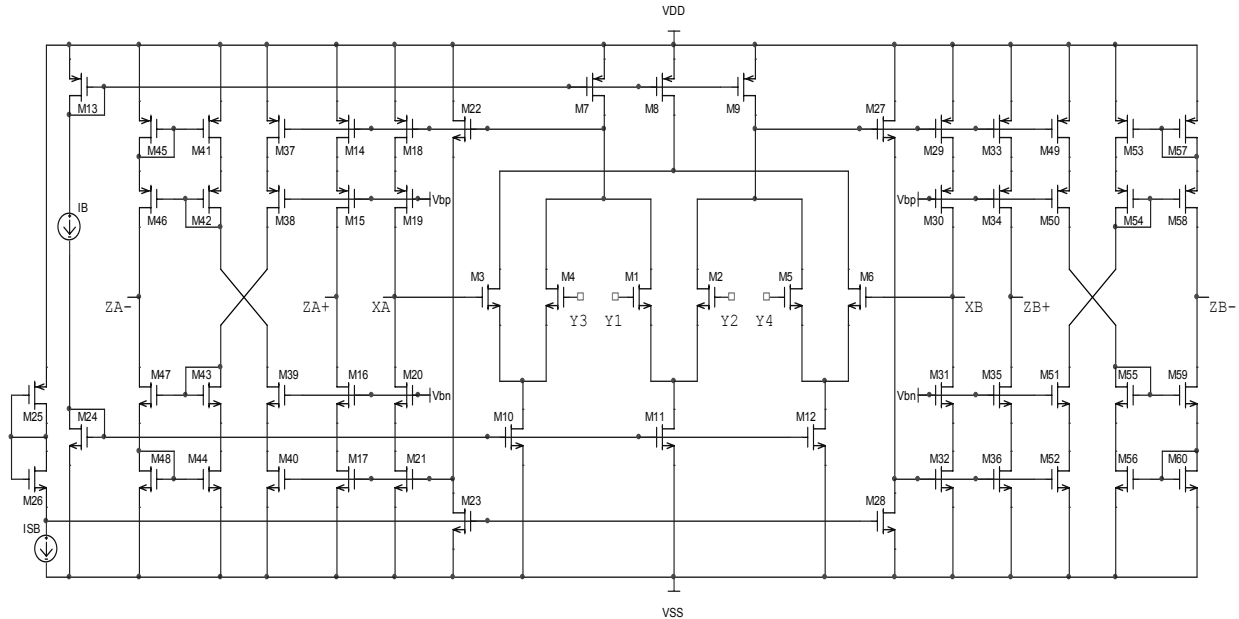 VDD
M13
M7
M8
M9
M22
M27
M45
M41
M37
M14
M18
M29
M33
M49
M53
M57
IB
M46
M42
M38
M15
M19
Vbp
Vbp
M30
M34
M50
M54
M58
M3
M4
M1
M2
M5
M6
ZA-
ZA+
XA
Y3
Y1
Y2
Y4
XB
ZB+
ZB-
M25
M24
M47
M43
M39
M16
M20
Vbn
M10
M11
M12
Vbn
M31
M35
M51
M55
M59
M26
M48
M44
M40
M17
M21
M23
M28
M32
M36
M52
M56
M60
ISB
VSS